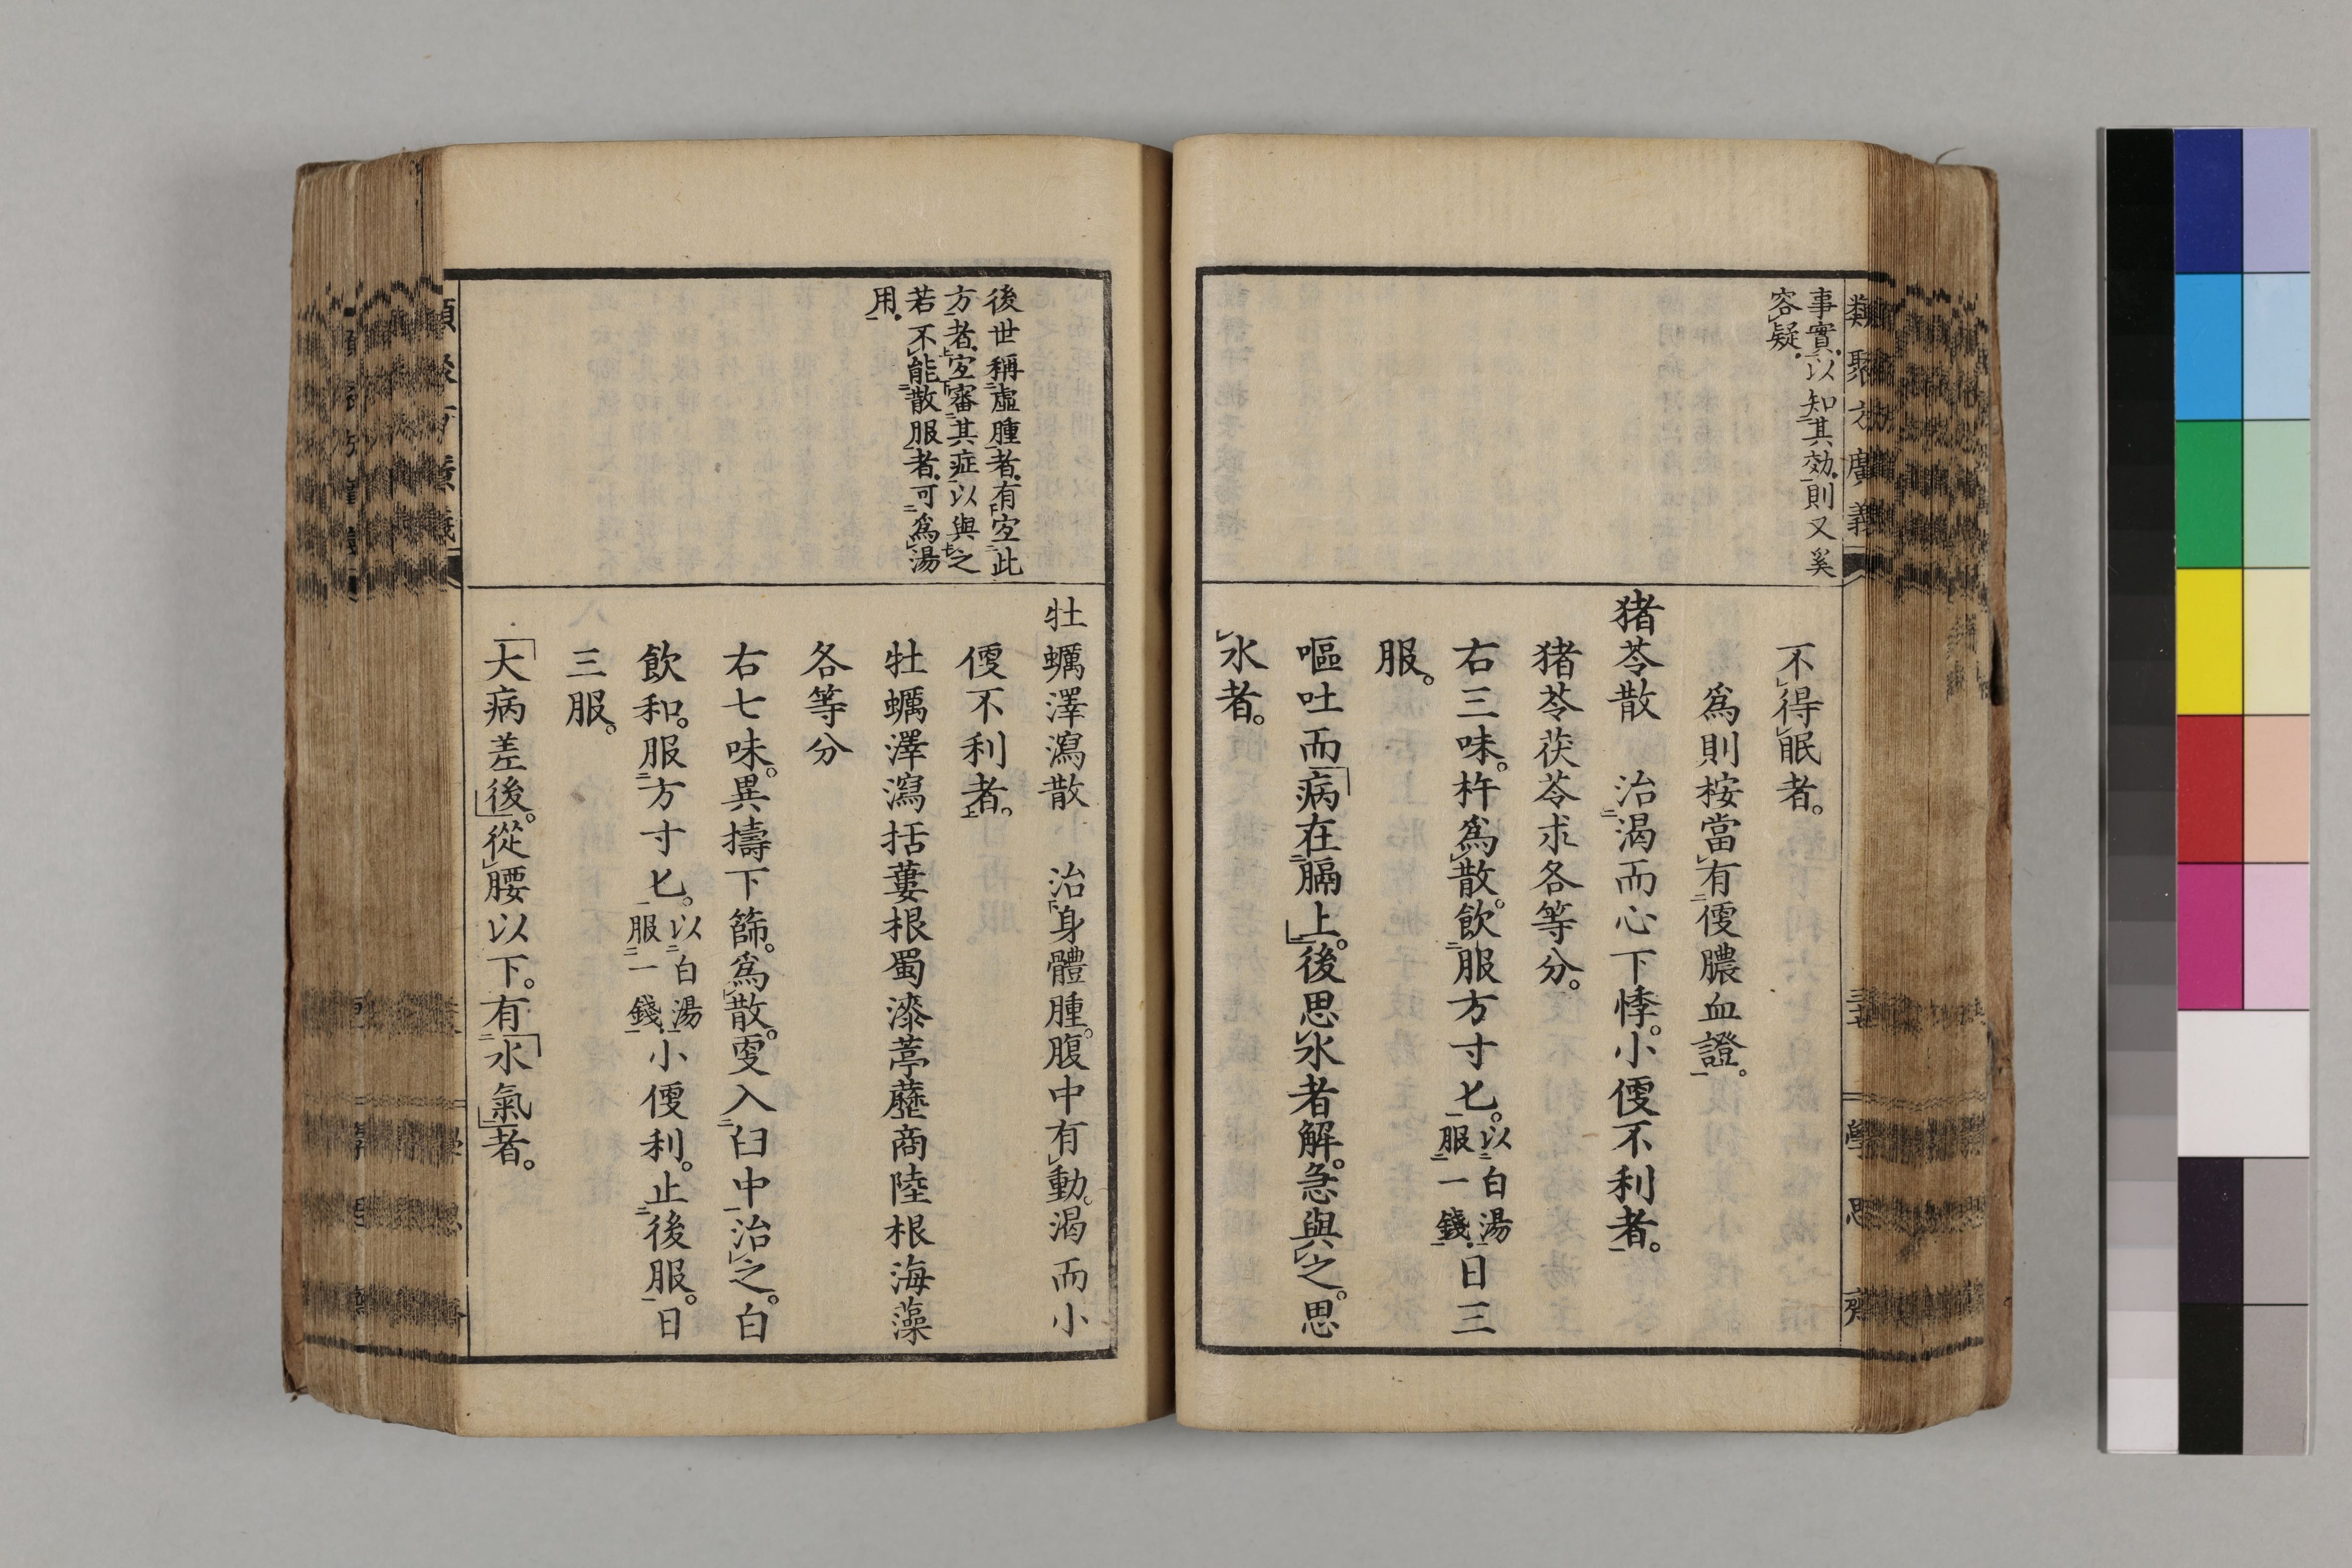 類聚方廣義
事實以知其効則又奚
容疑
不得眠者。
爲則桉當有便膿血證。
猪苓散　治渴而心下悸。小便不利者。
猪苓茯苓朮各等分。
右三味。杵爲散。飲服方寸匕。以白湯服一錢日三
服。
嘔吐而「病在膈上」。後思水者解。急與之。思
水者。
學思齋
後世稱虛腫者有宐此
方者宐審其症以與之
若不能散服者可爲湯
用
牡蠣澤瀉散　治身體腫。腹中有動。渴而小
便不利者。
牡蠣澤瀉括蔞根蜀漆葶藶商陸根海藻
各等分
右七味。異擣下篩。爲散。更入臼中治之。白
飲和。服方寸匕。以白湯服一錢小便利。止後服。日
三服。
「大病差後」。從腰以下。有「水氣」者。